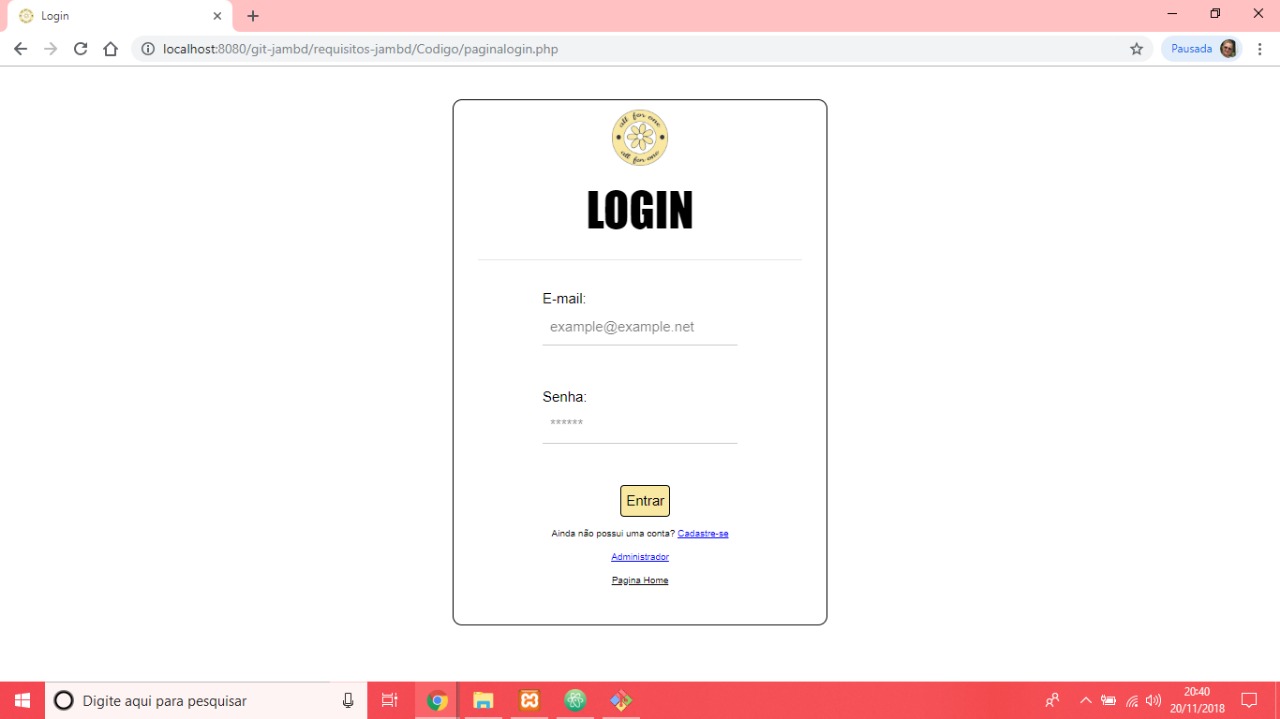 Login
localhost:8080/git-jambd/requisitos-jambd/Codigo/paginalogin.php
Pausada
all for one
all for one
LOGIN
E-mail:
example@example.net
Senha:
******
Entrar
Ainda não possui uma conta? Cadastre-se
Administrador
Pagina Home
Digite aqui para pesquisar
20:40
20/11/2018